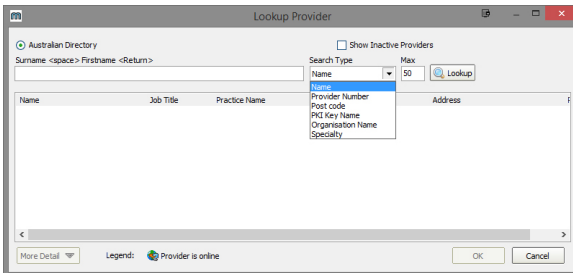 Lookup Provider
Australian Directory
Show Inactive Providers
Surname <space> Firstname <Return>
Search Type
Max
Name
50
Lookup
Name
Provider Number
Post code
PKI Key Name
Organisation Name
Specialty
Name
Job Title
Practice Name
Address
More Detail
Legend:
Provider is online
OK
Cancel